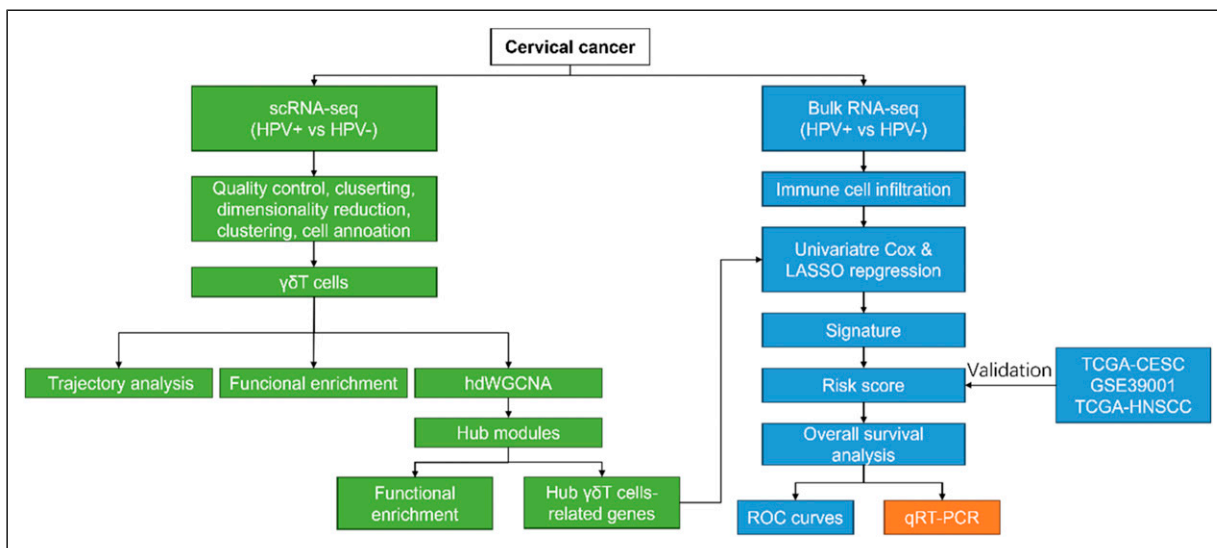 Cervical cancer
scRNA-seq
(HPV+ vs HPV-)
Quality control, cluserting,
dimensionality reduction,
clustering, cell annoation
γδT cells
Trajectory analysis
Funcional enrichment
hdWGCNA
Hub modules
Functional
enrichment
Hub γδT cells-
related genes
Bulk RNA-seq
(HPV+ vs HPV-)
Immune cell infiltration
Univariatre Cox &
LASSO repgression
Signature
Risk score
Validation
TCGA-CESC
GSE39001
TCGA-HNSCC
Overall survival
analysis
ROC curves
qRT-PCR